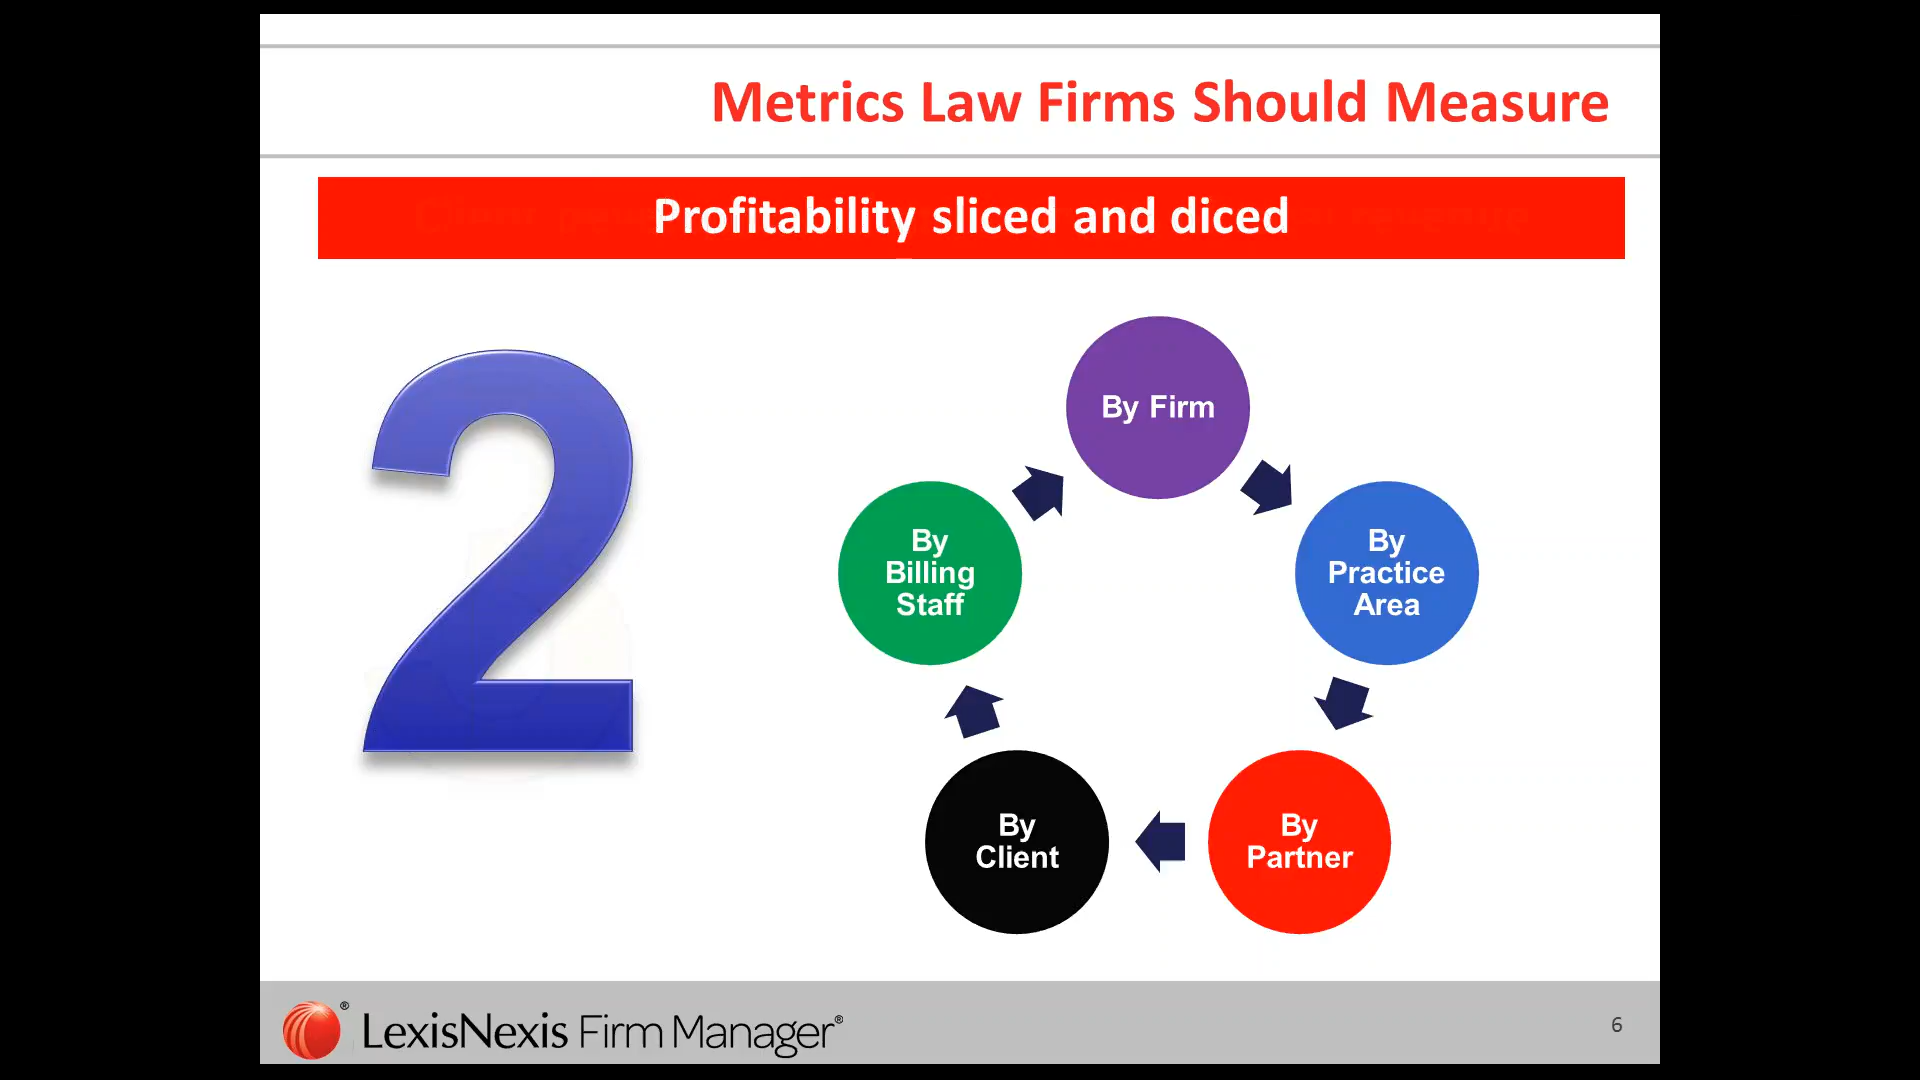 Metrics Law Firms Should Measure
Profitability sliced and diced
2
By Firm
By
Practice
Area
By
Partner
By
Client
By
Billing
Staff
LexisNexis® Firm Manager®
6